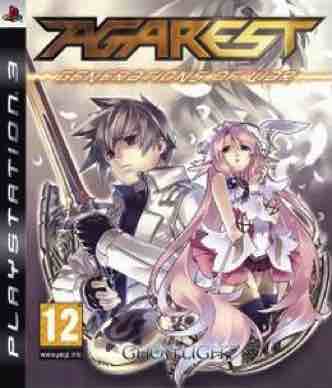 PLAYSTATION 3
AGAREST
GENERATIONS OF WAR
12
www.pegi.info
GHOSTLIGHT